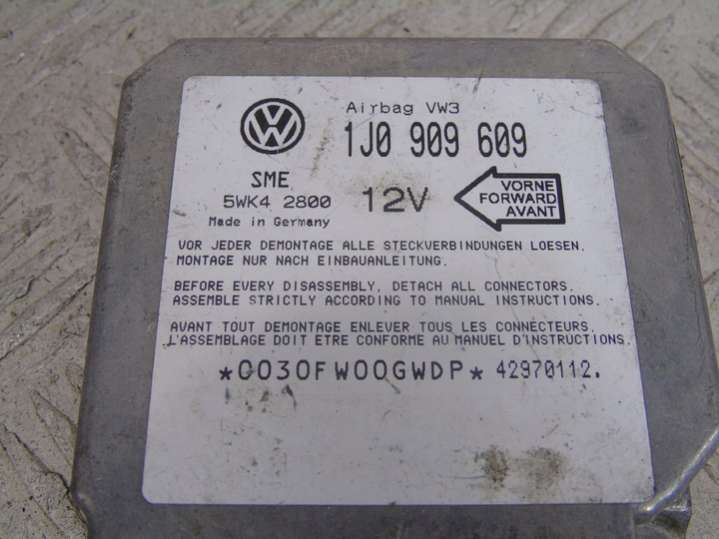 Airbag VW3
1J0 909 609
SME
5WK4 2800
12V
Made in Germany
VORNE
FORWARD
AVANT
VOR JEDER DEMONTAGE ALLE STECKVERBINDUNGEN LOESEN.
MONTAGE NUR NACH EINBAUANLEITUNG.
BEFORE EVERY DISASSEMBLY, DETACH ALL CONNECTORS.
ASSEMBLE STRICTLY ACCORDING TO MANUAL INSTRUCTIONS.
AVANT TOUT DEMONTAGE ENLEVER TOUS LES CONNECTEURS.
L'ASSEMBLAGE DOIT ETRE CONFORME AU MANUEL D'INSTRUCTIONS.
*0030FW00GWDP* 42970112.